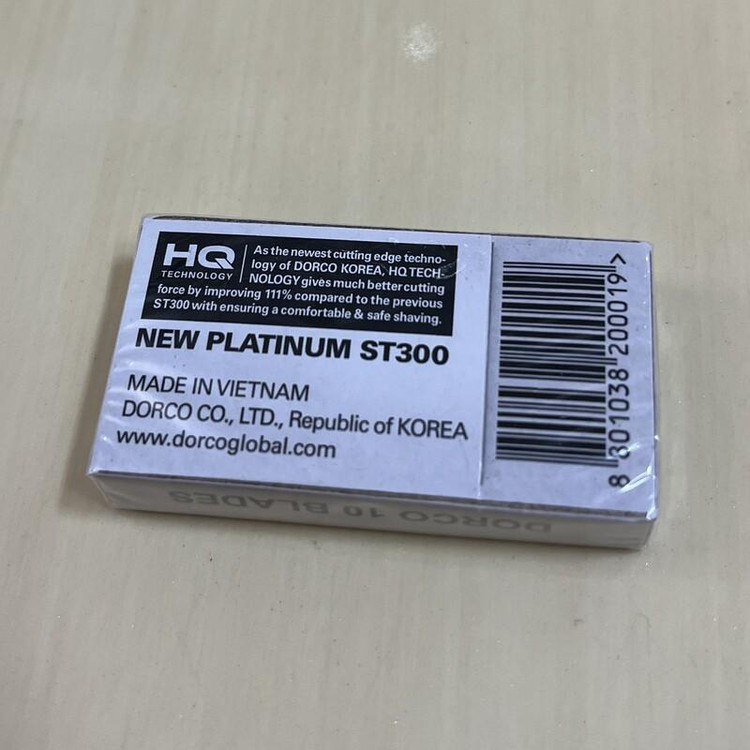 HQ
TECHNOLOGY
As the newest cutting edge techno-
logy of DORCO KOREA, HQ TECH-
NOLOGY gives much better cutting
force by improving 111% compared to the previous
ST300 with ensuring a comfortable & safe shaving.
NEW PLATINUM ST300
MADE IN VIETNAM
DORCO CO., LTD., Republic of KOREA
www.dorcoglobal.com
8 801038 200019 >
DORCO 10 BLADES